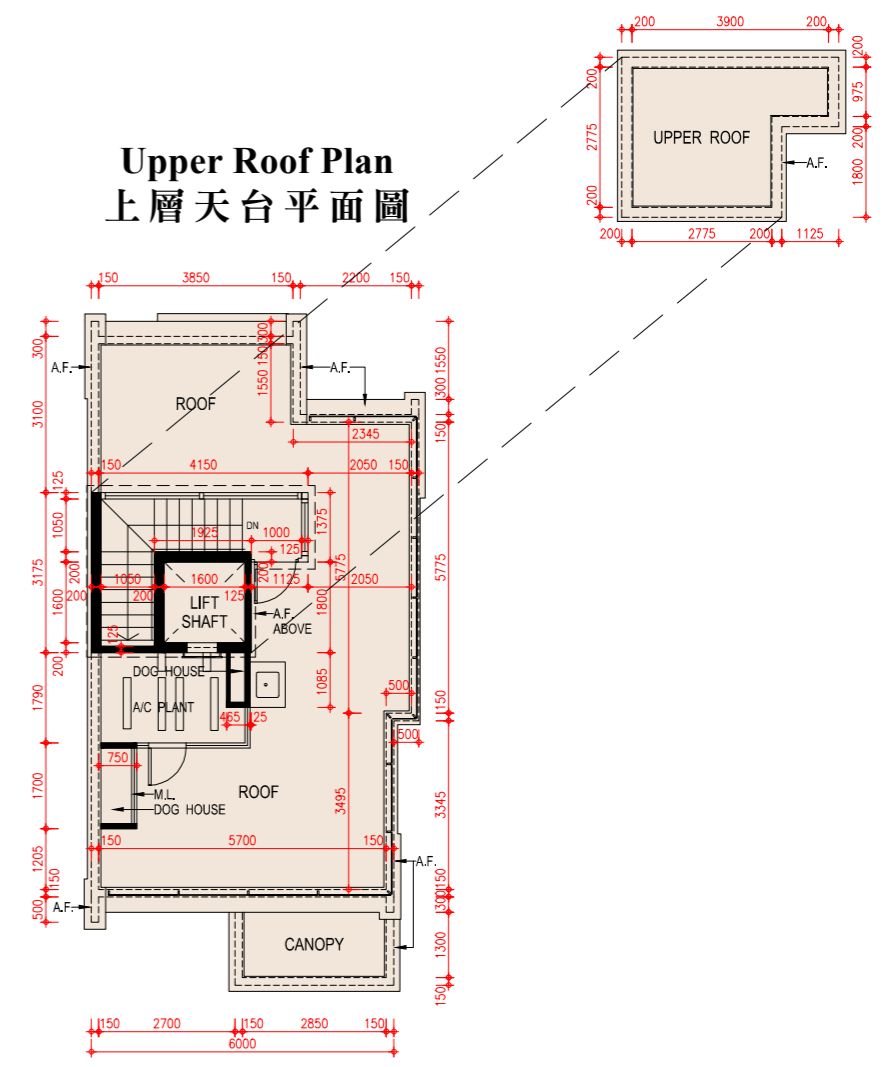 200 3900 200
200
200
975
2775
UPPER ROOF
200
A.F.
1800
200
200 2775 200 1125
Upper Roof Plan
上層天台平面圖
150 3850 150 2200 150
300
300
150
1550
A.F.
A.F.
1550
300
ROOF
3100
150
2345
150 4150 2050 150
125
1050
1375
DN
1925 1000
125
5775
5775
3175
200
200
1050 1600 1125 2050
200 200 125
1600
1800
LIFT
SHAFT
A.F.
ABOVE
125
200
DOG HOUSE
1085
500
1790
A/C PLANT
465 125
150
500
750
1700
M.L.
DOG HOUSE
ROOF
3495
3345
150 5700 150
1205
A.F.
150
150
300
500
A.F.
CANOPY
1300
150
150 2700 150 2850 150
6000